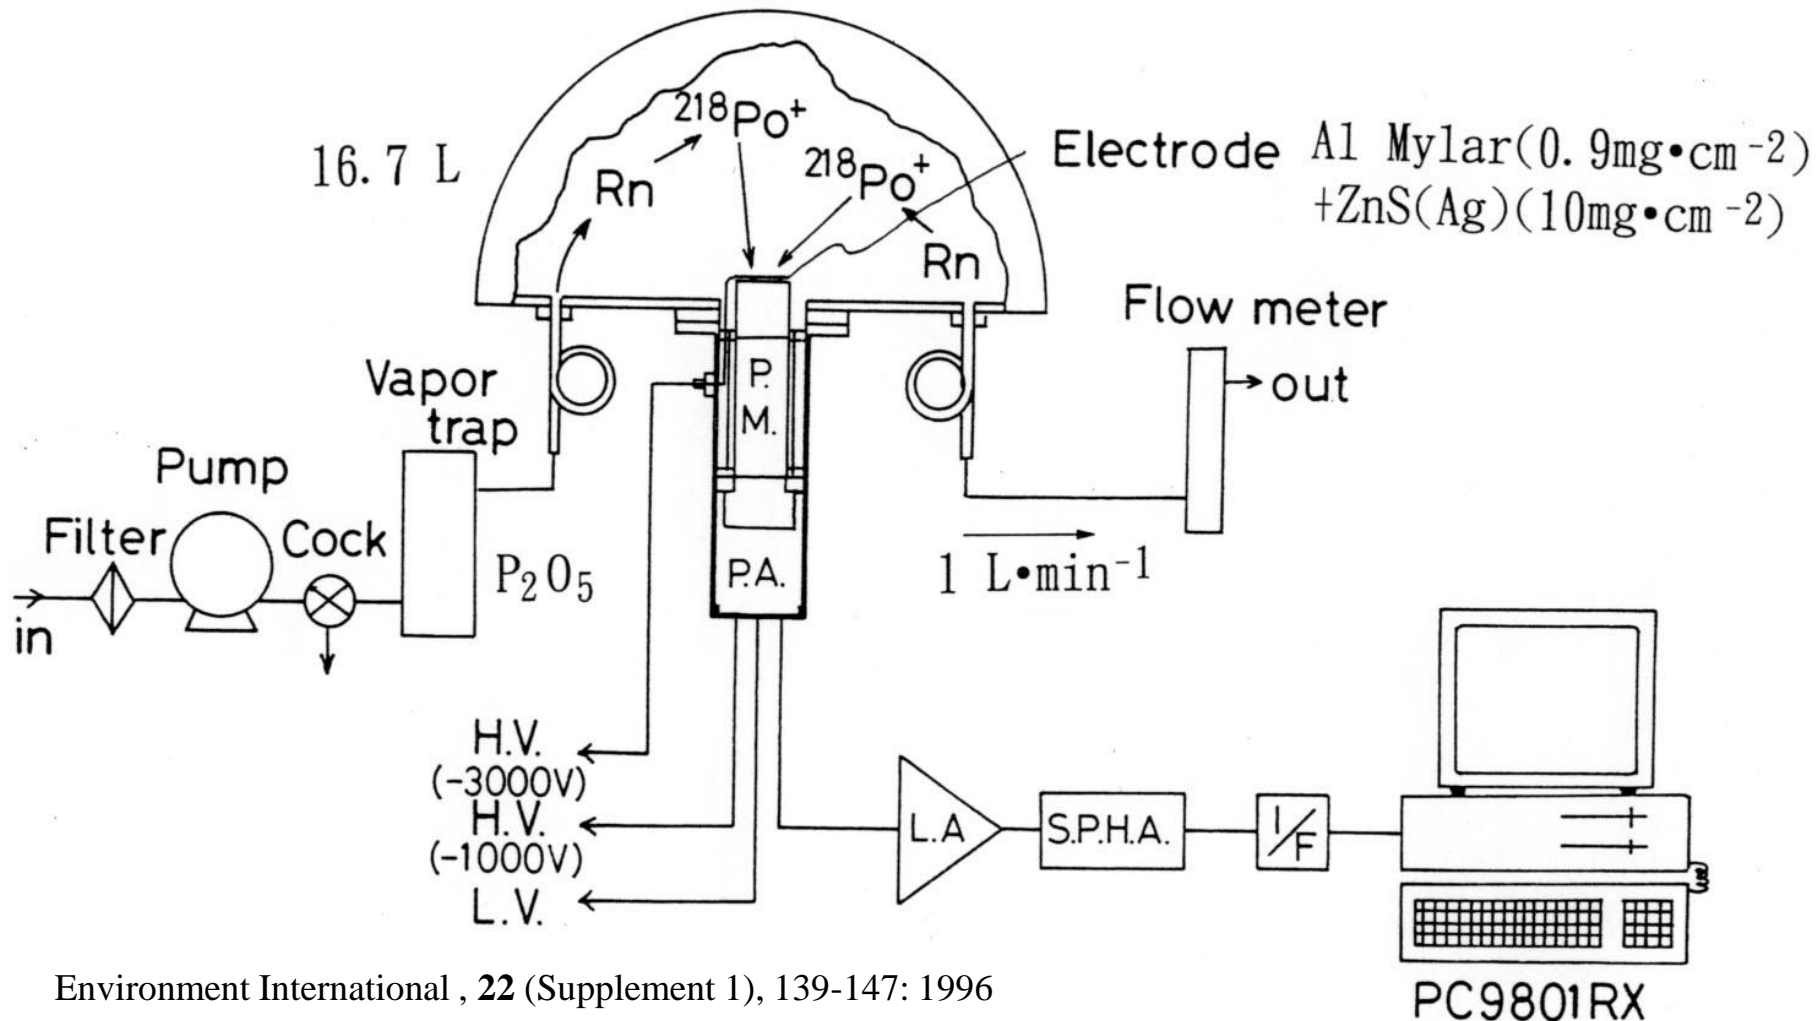 ²¹⁸Po⁺
16.7 L
Rn
²¹⁸Po⁺
Rn
Electrode Al Mylar(0.9mg•cm⁻²)
+ZnS(Ag)(10mg•cm⁻²)
Flow meter
out
Vapor
trap
P.
M.
Pump
Filter
Cock
P₂O₅
P.A.
1 L•min⁻¹
in
H.V.
(-3000V)
H.V.
(-1000V)
L.V.
L.A
S.P.H.A.
I/F
PC9801RX
Environment International , 22 (Supplement 1), 139-147: 1996